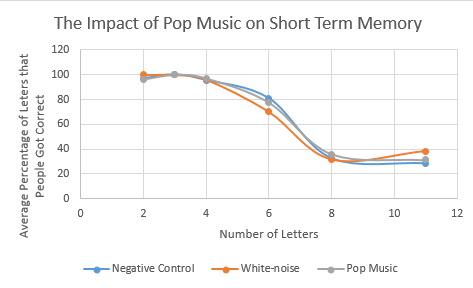 The Impact of Pop Music on Short Term Memory
Average Percentage of Leters that
People Got Correct
120
100
80
60
40
20
0
0 2 4 6 8 10 12
Number of Letters
Negative Control White-noise Pop Music